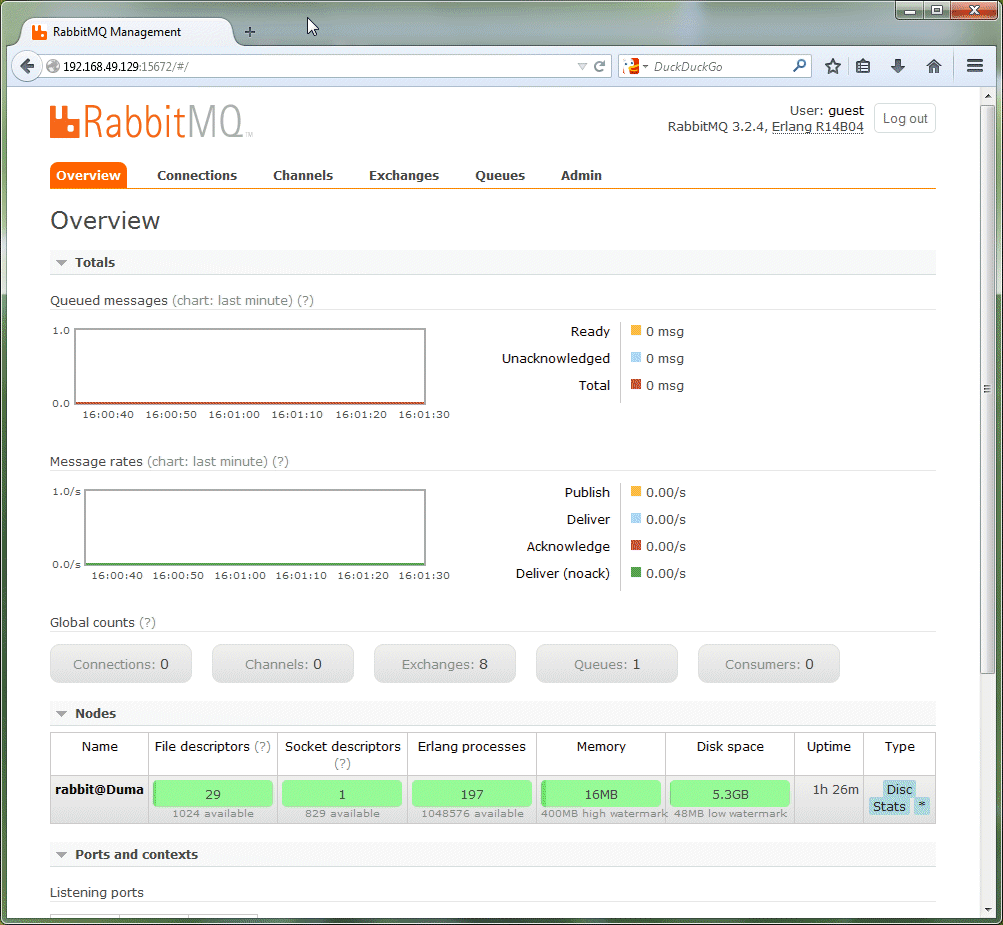 RabbitMQ Management
192.168.49.129:15672/#/
DuckDuckGo
RabbitMQ TM
User: guest
RabbitMQ 3.2.4, Erlang R14B04
Log out
Overview Connections Channels Exchanges Queues Admin
Overview
Totals
Queued messages (chart: last minute) (?)
1.0
0.0
16:00:40 16:00:50 16:01:00 16:01:10 16:01:20 16:01:30
Ready 0 msg
Unacknowledged 0 msg
Total 0 msg
Message rates (chart: last minute) (?)
1.0/s
0.0/s
16:00:40 16:00:50 16:01:00 16:01:10 16:01:20 16:01:30
Publish 0.00/s
Deliver 0.00/s
Acknowledge 0.00/s
Deliver (noack) 0.00/s
Global counts (?)
Connections: 0 Channels: 0 Exchanges: 8 Queues: 1 Consumers: 0
Nodes
Name File descriptors (?) Socket descriptors (?) Erlang processes Memory Disk space Uptime Type
rabbit@Duma 29 1 197 16MB 5.3GB 1h 26m Disc
1024 available 829 available 1048576 available 400MB high watermark 48MB low watermark Stats *
Ports and contexts
Listening ports